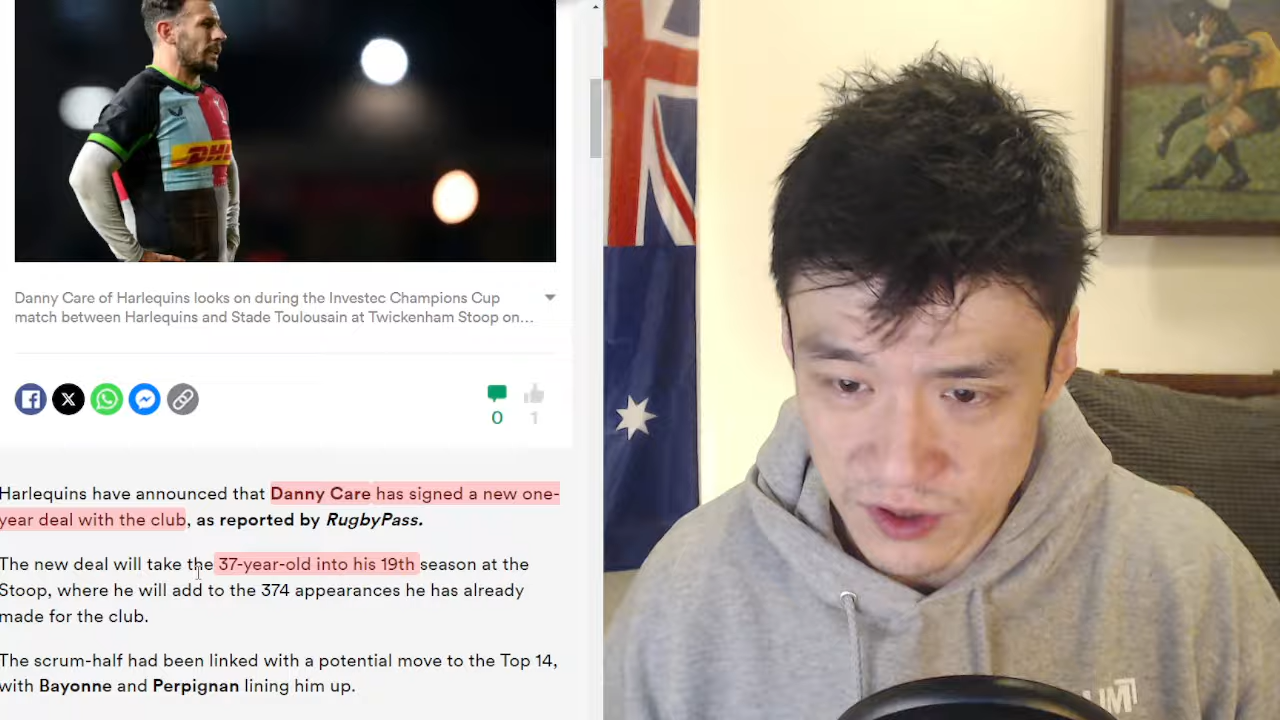 DHL
Danny Care of Harlequins looks on during the Investec Champions Cup
match between Harlequins and Stade Toulousain at Twickenham Stoop on...
0
1
Harlequins have announced that Danny Care has signed a new one-
year deal with the club, as reported by RugbyPass.
The new deal will take the 37-year-old into his 19th season at the
Stoop, where he will add to the 374 appearances he has already
made for the club.
The scrum-half had been linked with a potential move to the Top 14,
with Bayonne and Perpignan lining him up.